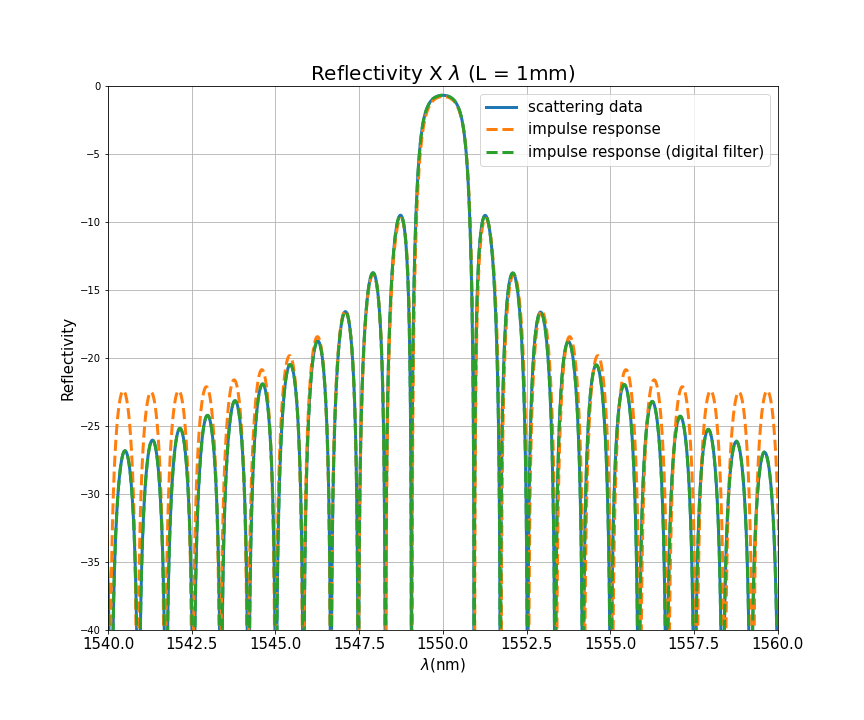 Reflectivity X λ (L = 1mm)
scattering data
impulse response
impulse response (digital filter)
Reflectivity
0
−5
−10
−15
−20
−25
−30
−35
−40
1540.0 1542.5 1545.0 1547.5 1550.0 1552.5 1555.0 1557.5 1560.0
λ(nm)